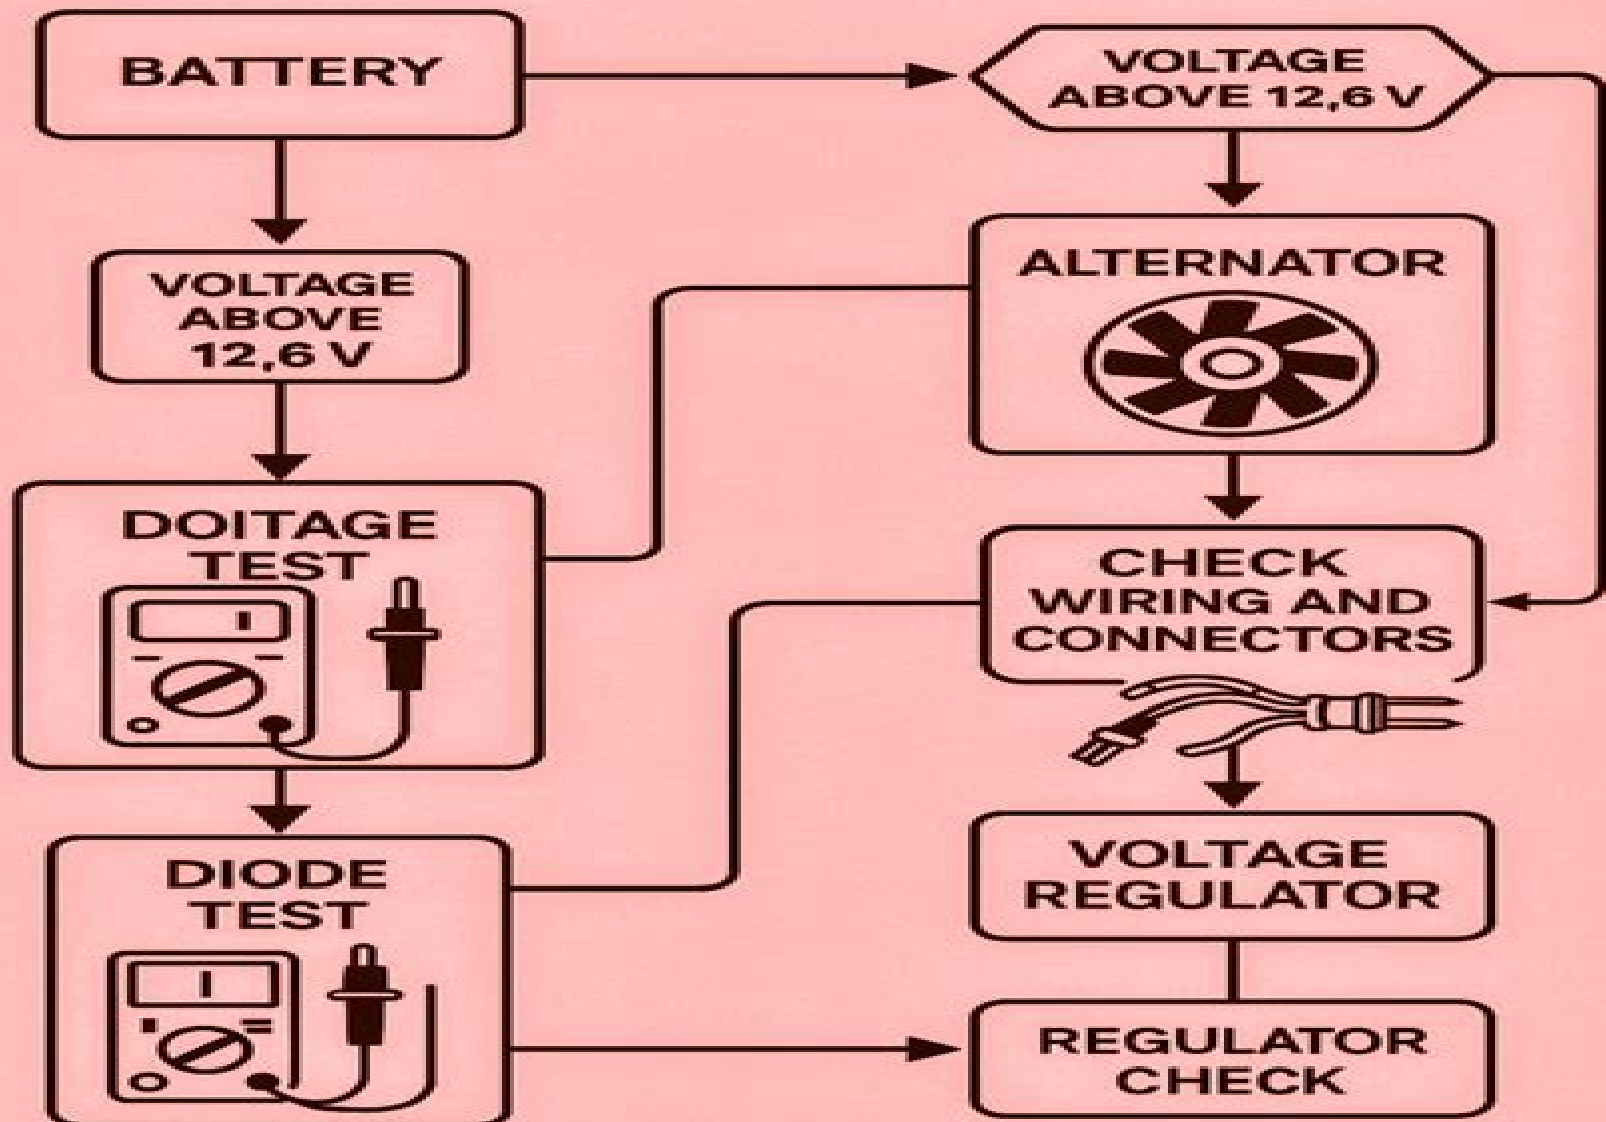 BATTERY
VOLTAGE
ABOVE 12,6 V
VOLTAGE
ABOVE
12,6 V
ALTERNATOR
DOITAGE
TEST
CHECK
WIRING AND
CONNECTORS
DIODE
TEST
VOLTAGE
REGULATOR
REGULATOR
CHECK